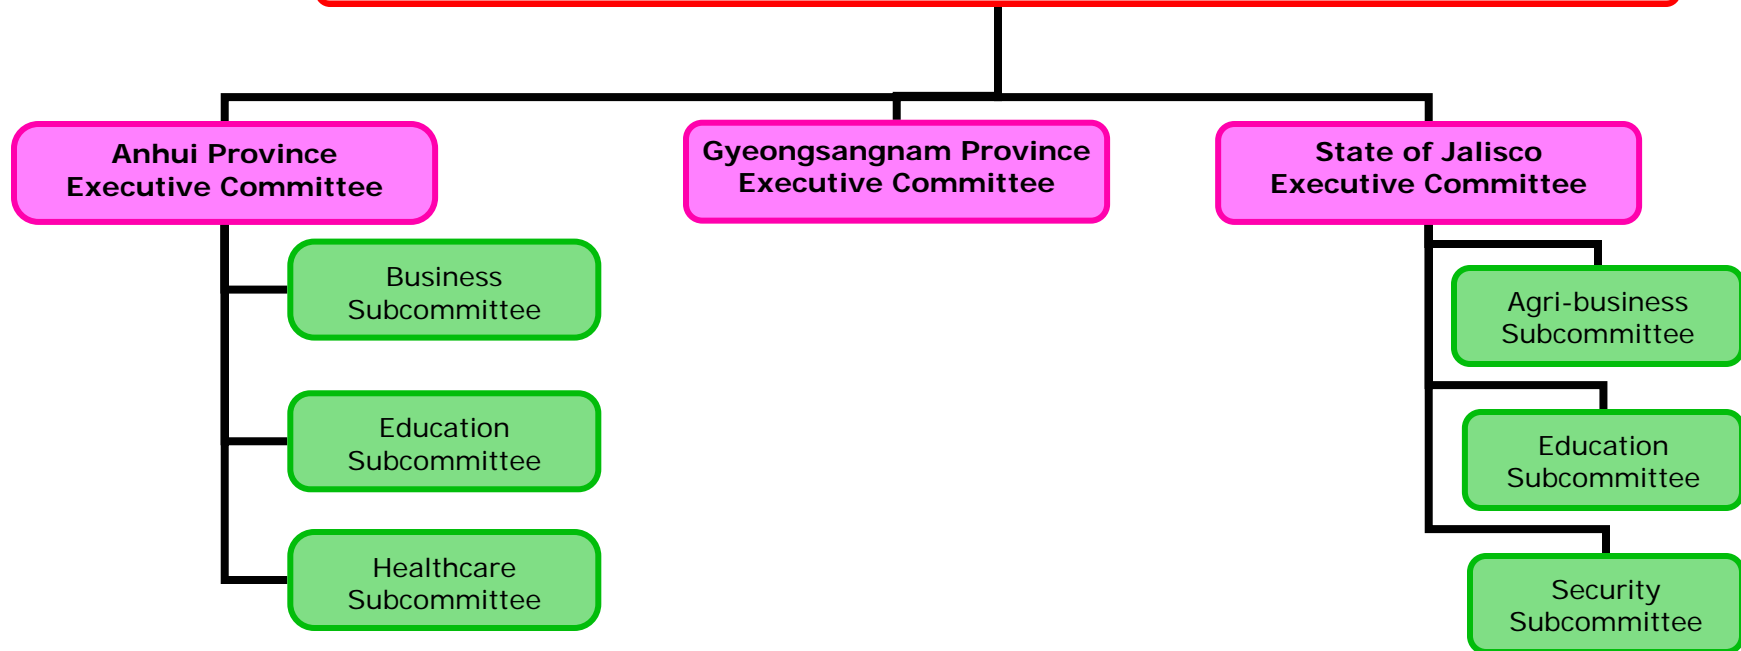 Anhui Province
Executive Committee
Gyeongsangnam Province
Executive Committee
State of Jalisco
Executive Committee
Business
Subcommittee
Education
Subcommittee
Healthcare
Subcommittee
Agri-business
Subcommittee
Education
Subcommittee
Security
Subcommittee